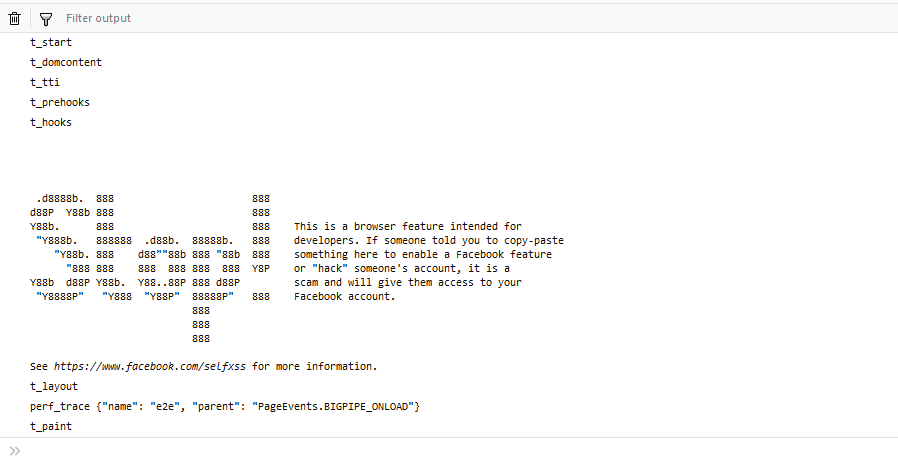 Filter output
t_start
t_domcontent
t_tti
t_prehooks
t_hooks
 .d8888b.  888                       888
d88P  Y88b 888                       888
Y88b.      888                       888    This is a browser feature intended for
 "Y888b.   888888  .d88b.  88888b.   888    developers. If someone told you to copy-paste
    "Y88b. 888    d88""88b 888 "88b  888    something here to enable a Facebook feature
      "888 888    888  888 888  888  Y8P    or "hack" someone's account, it is a
Y88b  d88P Y88b.  Y88..88P 888 d88P         scam and will give them access to your
 "Y8888P"   "Y888  "Y88P"  88888P"   888    Facebook account.
                           888
                           888
                           888
See https://www.facebook.com/selfxss for more information.
t_layout
perf_trace {"name": "e2e", "parent": "PageEvents.BIGPIPE_ONLOAD"}
t_paint